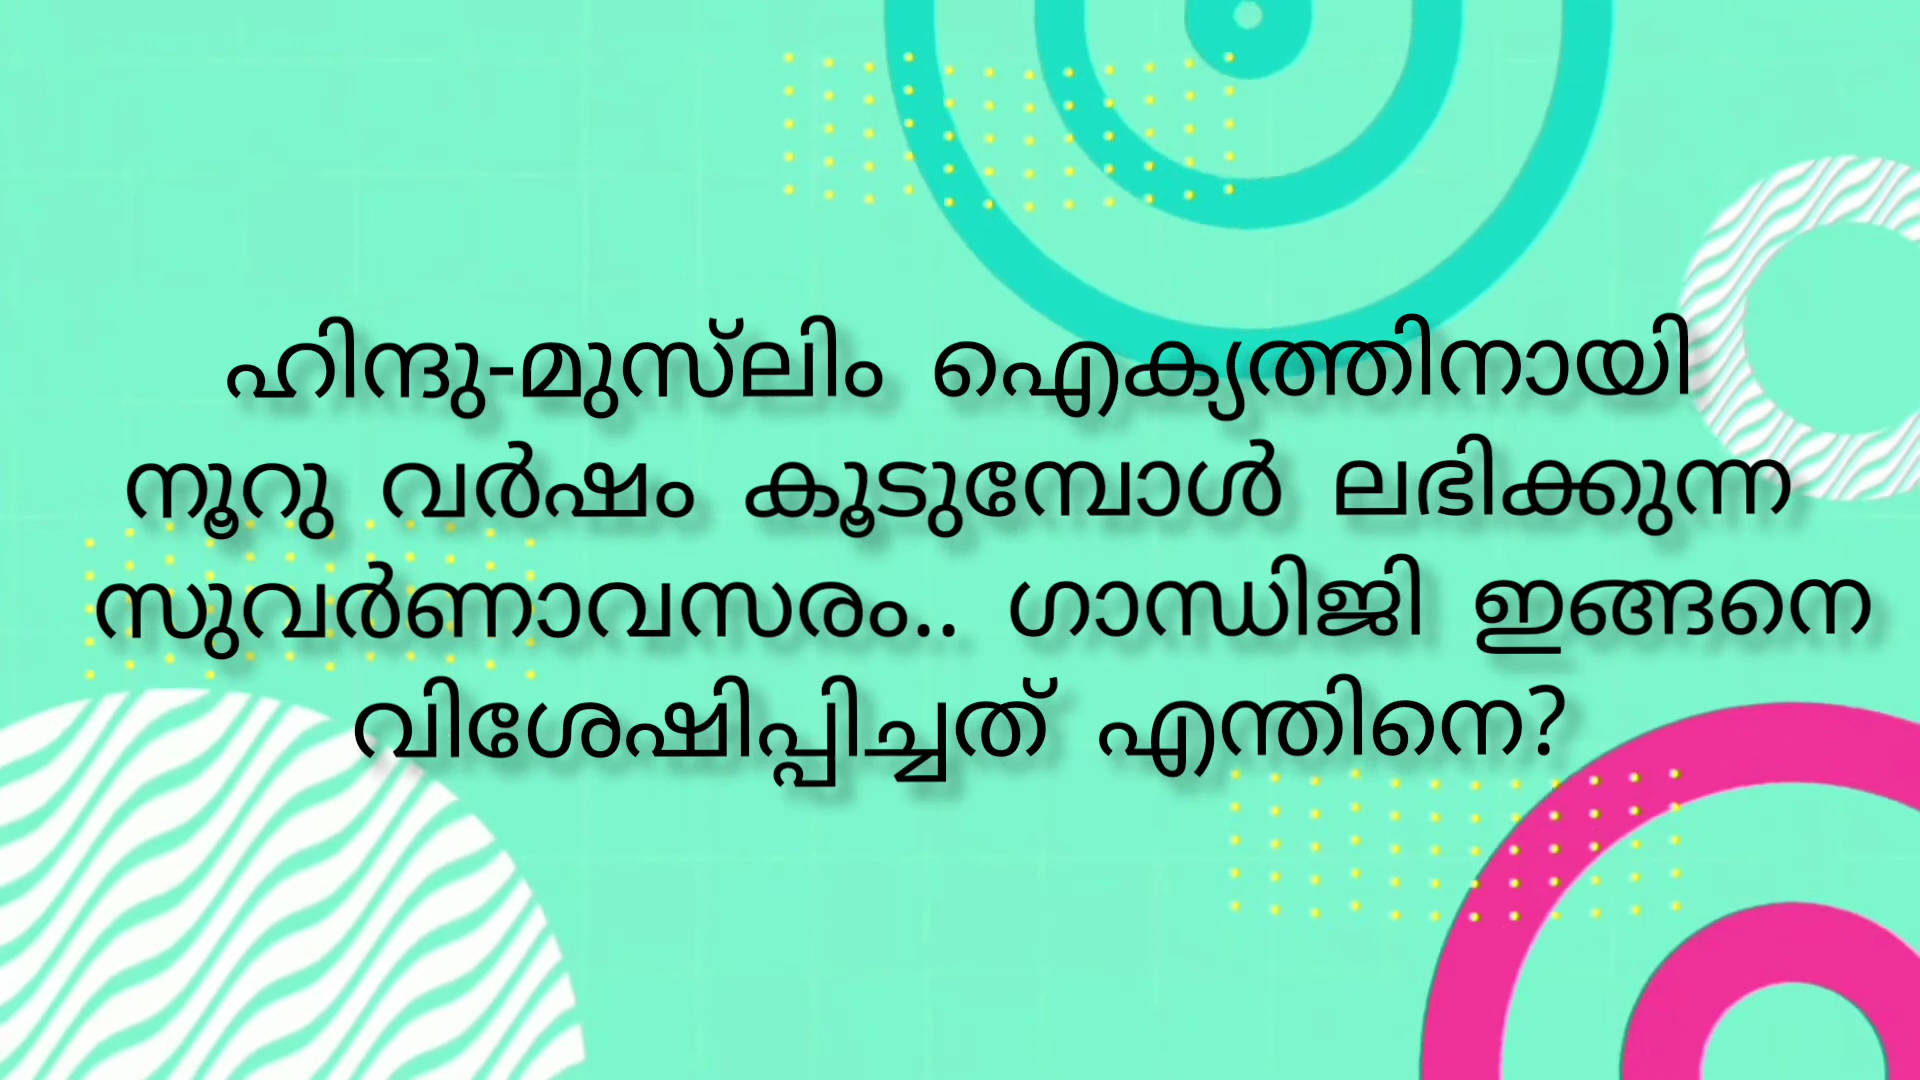 ഹിന്ദു-മുസ്‌ലിം ഐക്യത്തിനായി
നൂറു വർഷം കൂടുമ്പോൾ ലഭിക്കുന്ന
സുവർണാവസരം.. ഗാന്ധിജി ഇങ്ങനെ
വിശേഷിപ്പിച്ചത് എന്തിനെ?